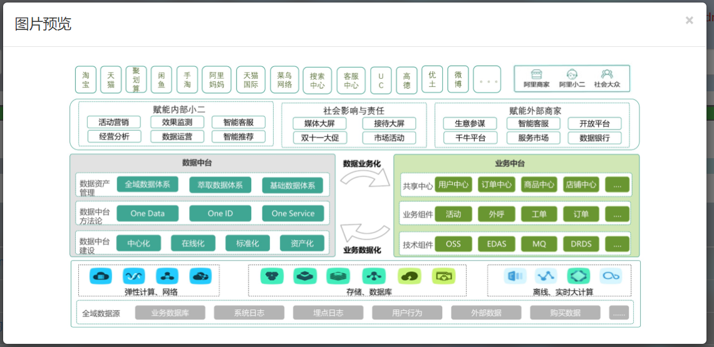 图片预览
×
淘宝 天猫 聚划算 闲鱼 手淘 阿里妈妈 天猫国际 菜鸟网络 搜索中心 客服中心 UC 高德 优土 微博 ...
阿里商家 阿里小二 社会大众
赋能内部小二 社会影响与责任 赋能外部商家
活动营销 效果监测 智能客服 媒体大屏 接待大屏 生意参谋 智能客服 开放平台
经营分析 数据运营 智能推荐 双十一大促 市场活动 千牛平台 服务市场 数据银行
数据中台 数据业务化 业务中台
数据资产管理 全域数据体系 萃取数据体系 基础数据体系
共享中心 用户中心 订单中心 商品中心 店铺中心 ....
数据中台方法论 One Data One ID One Service
业务组件 活动 外呼 工单 订单 ....
业务数据化
数据中台建设 中心化 在线化 标准化 资产化
技术组件 OSS EDAS MQ DRDS ....
弹性计算、网络 存储、数据库 离线、实时大计算
全域数据源 业务数据库 系统日志 埋点日志 用户行为 外部数据 购买数据 ......